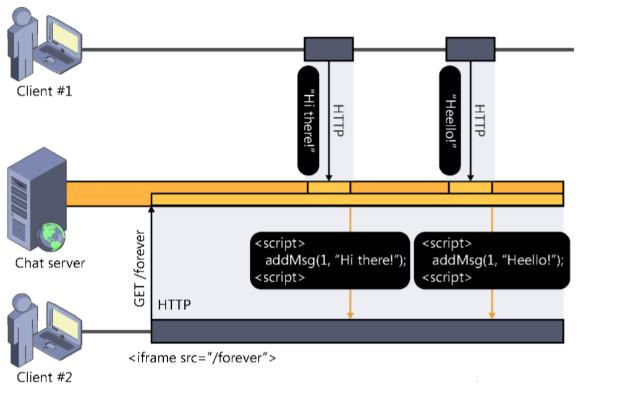 Client #1
"Hi there!"
HTTP
"Heello!"
HTTP
Chat server
GET /forever
<script>
addMsg(1, "Hi there!");
<script>
<script>
addMsg(1, "Heello!");
<script>
HTTP
<iframe src="/forever">
Client #2